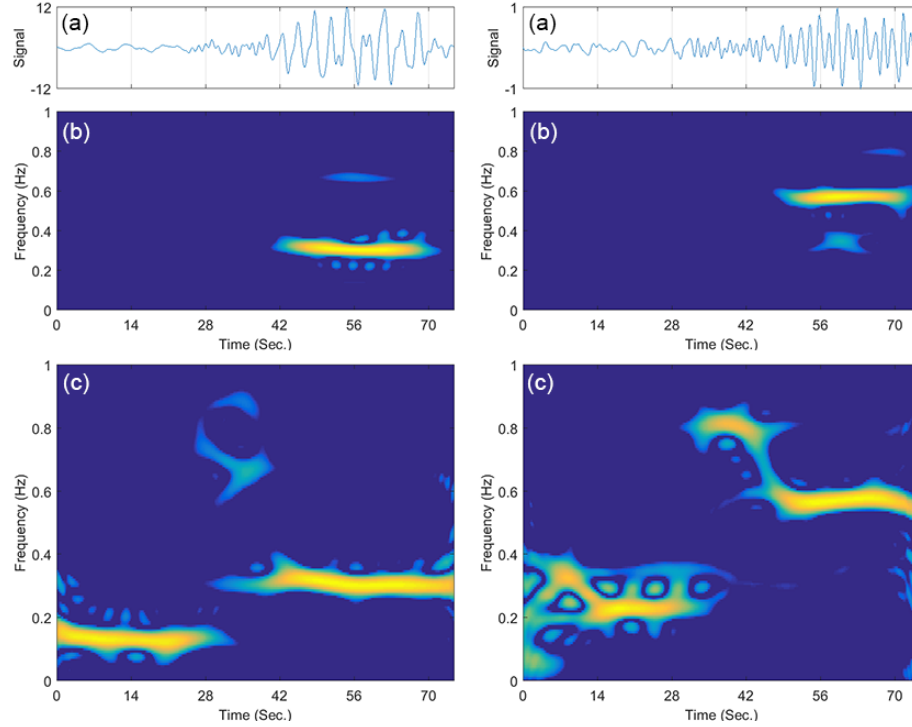 (a)
Signal
12
-12
(a)
Signal
1
-1
(b)
Frequency (Hz)
1
0.8
0.6
0.4
0.2
0
0 14 28 42 56 70
Time (Sec.)
(b)
Frequency (Hz)
1
0.8
0.6
0.4
0.2
0
0 14 28 42 56 70
Time (Sec.)
(c)
Frequency (Hz)
1
0.8
0.6
0.4
0.2
0
0 14 28 42 56 70
Time (Sec.)
(c)
Frequency (Hz)
1
0.8
0.6
0.4
0.2
0
0 14 28 42 56 70
Time (Sec.)